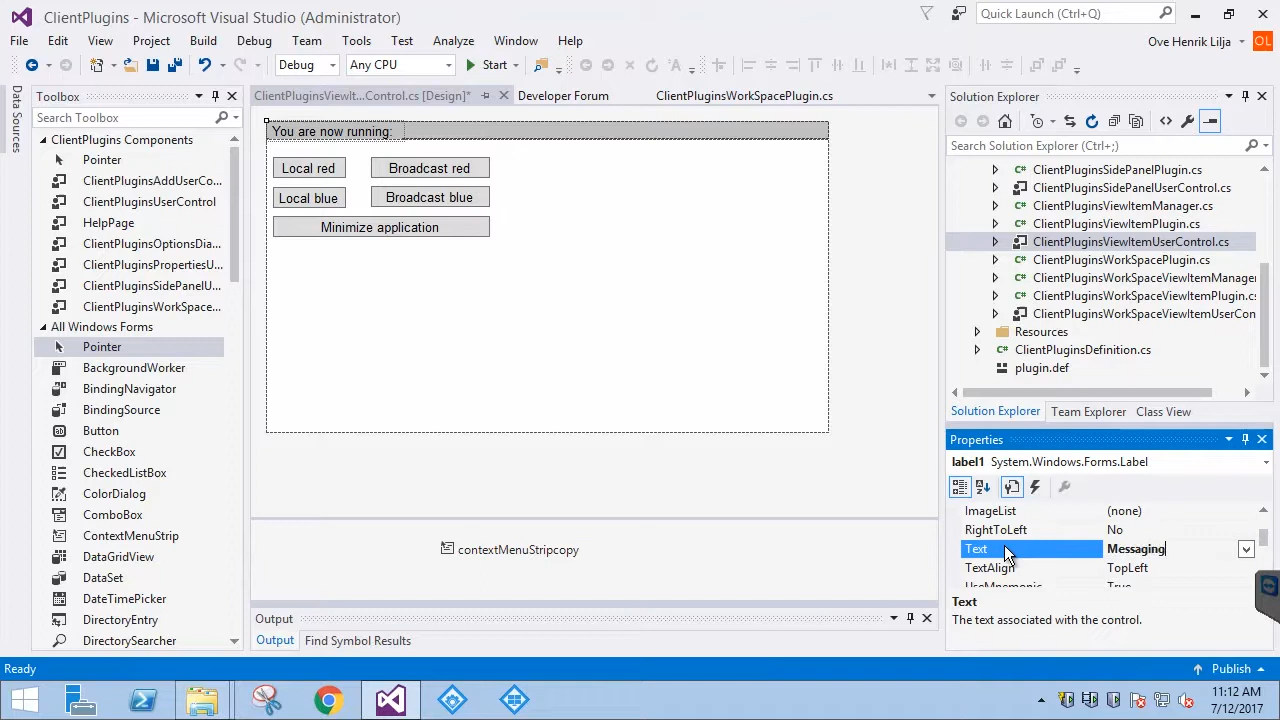 ClientPlugins - Microsoft Visual Studio (Administrator)
Quick Launch (Ctrl+Q)
File Edit View Project Build Debug Team Tools Test Analyze Window Help
Ove Henrik Lilja
OL
Debug
Any CPU
Start
Data Sources
Toolbox
Search Toolbox
ClientPlugins Components
Pointer
ClientPluginsAddUserCo...
ClientPluginsUserControl
HelpPage
ClientPluginsOptionsDia...
ClientPluginsPropertiesU...
ClientPluginsSidePanelU...
ClientPluginsWorkSpace...
All Windows Forms
Pointer
BackgroundWorker
BindingNavigator
BindingSource
Button
CheckBox
CheckedListBox
ColorDialog
ComboBox
ContextMenuStrip
DataGridView
DataSet
DateTimePicker
DirectoryEntry
DirectorySearcher
ClientPluginsViewIt...Control.cs [Design]*
Developer Forum
ClientPluginsWorkSpacePlugin.cs
You are now running:
Local red
Broadcast red
Local blue
Broadcast blue
Minimize application
contextMenuStripcopy
Output
Output
Find Symbol Results
Solution Explorer
Search Solution Explorer (Ctrl+;)
ClientPluginsSidePanelPlugin.cs
ClientPluginsSidePanelUserControl.cs
ClientPluginsViewItemManager.cs
ClientPluginsViewItemPlugin.cs
ClientPluginsViewItemUserControl.cs
ClientPluginsWorkSpacePlugin.cs
ClientPluginsWorkSpaceViewItemManager
ClientPluginsWorkSpaceViewItemPlugin.cs
ClientPluginsWorkSpaceViewItemUserCon
Resources
ClientPluginsDefinition.cs
plugin.def
Solution Explorer
Team Explorer
Class View
Properties
label1 System.Windows.Forms.Label
ImageList (none)
RightToLeft No
Text Messaging
TextAlign TopLeft
UseMnemonic True
Text
The text associated with the control.
Ready
Publish
11:12 AM
7/12/2017